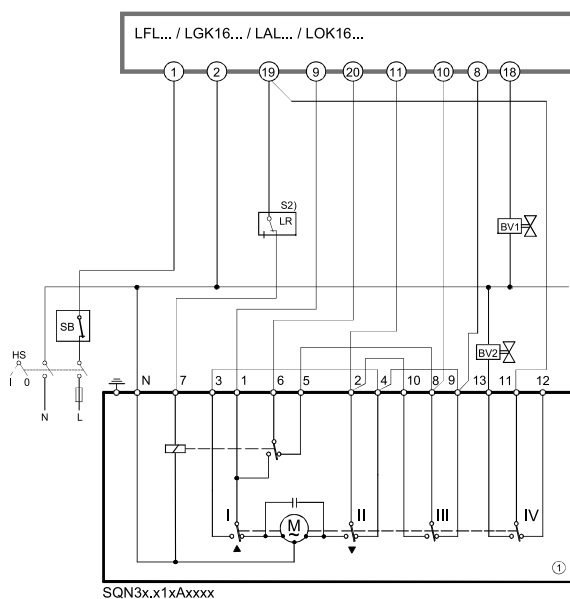 LFL... / LGK16... / LAL... / LOK16...
1 2 19 9 20 11 10 8 18
S2)
LR
BV1
SB
HS
I 0
BV2
N L
N 7 3 1 6 5 2 4 10 8 9 13 11 12
I II III IV
M
~
1
SQN3x.x1xAxxxx